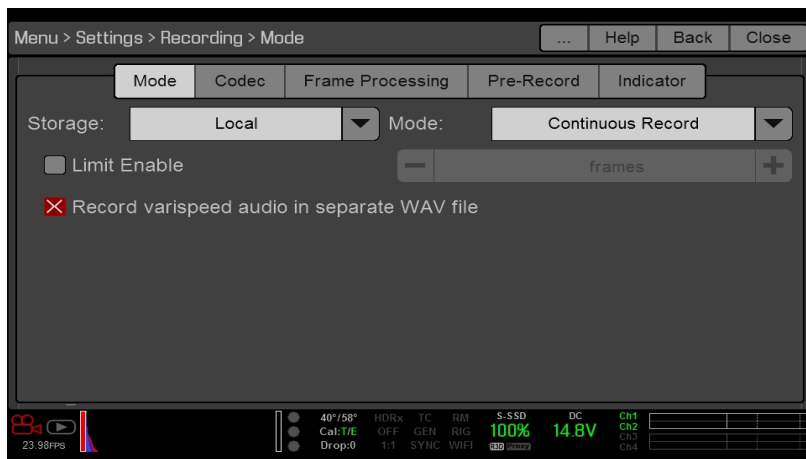 Menu > Settings > Recording > Mode ... Help Back Close
Mode Codec Frame Processing Pre-Record Indicator
Storage: Local Mode: Continuous Record
Limit Enable frames
Record varispeed audio in separate WAV file
40°/58° HDRx TC RM S-SSD DC Ch1
Cal:T/E OFF GEN RIG 100% 14.8V Ch2
23.98FPS Drop:0 1:1 SYNC WIFI R3D Proxy Ch3
Ch4